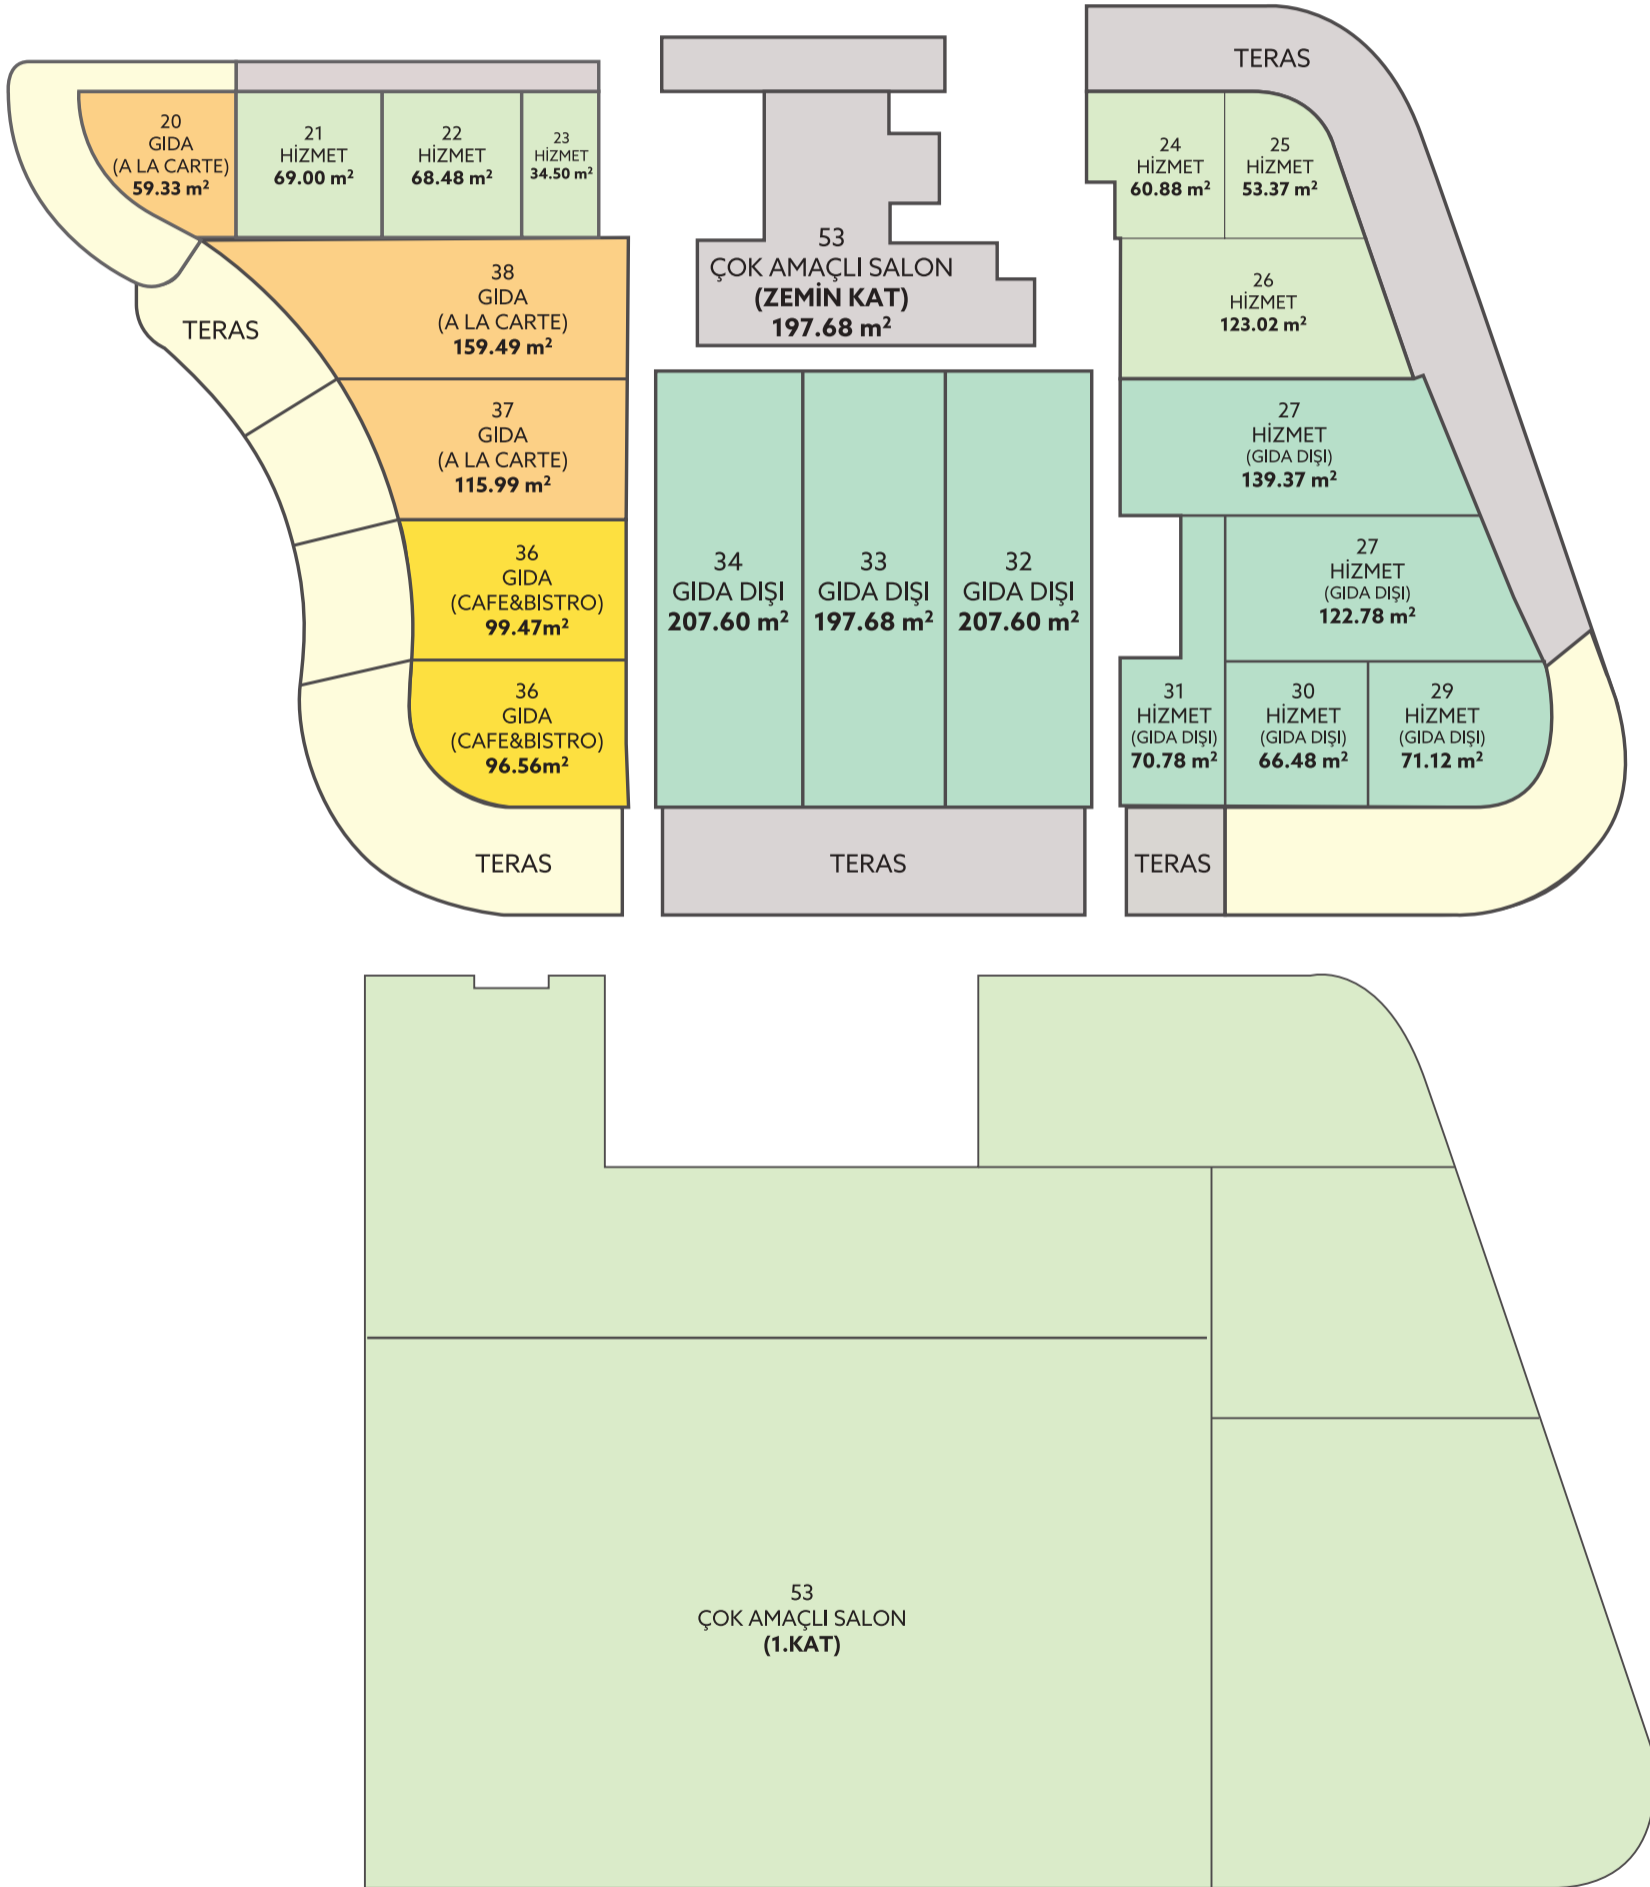 TERAS
20
GIDA
(A LA CARTE)
59.33 m²
21
HİZMET
69.00 m²
22
HİZMET
68.48 m²
23
HİZMET
34.50 m²
24
HİZMET
60.88 m²
25
HİZMET
53.37 m²
53
ÇOK AMAÇLI SALON
(ZEMİN KAT)
197.68 m²
38
GIDA
(A LA CARTE)
159.49 m²
TERAS
26
HİZMET
123.02 m²
37
GIDA
(A LA CARTE)
115.99 m²
27
HİZMET
(GIDA DIŞI)
139.37 m²
36
GIDA
(CAFE&BISTRO)
99.47m²
34
GIDA DIŞI
207.60 m²
33
GIDA DIŞI
197.68 m²
32
GIDA DIŞI
207.60 m²
27
HİZMET
(GIDA DIŞI)
122.78 m²
36
GIDA
(CAFE&BISTRO)
96.56m²
31
HİZMET
(GIDA DIŞI)
70.78 m²
30
HİZMET
(GIDA DIŞI)
66.48 m²
29
HİZMET
(GIDA DIŞI)
71.12 m²
TERAS
TERAS
TERAS
53
ÇOK AMAÇLI SALON
(1.KAT)